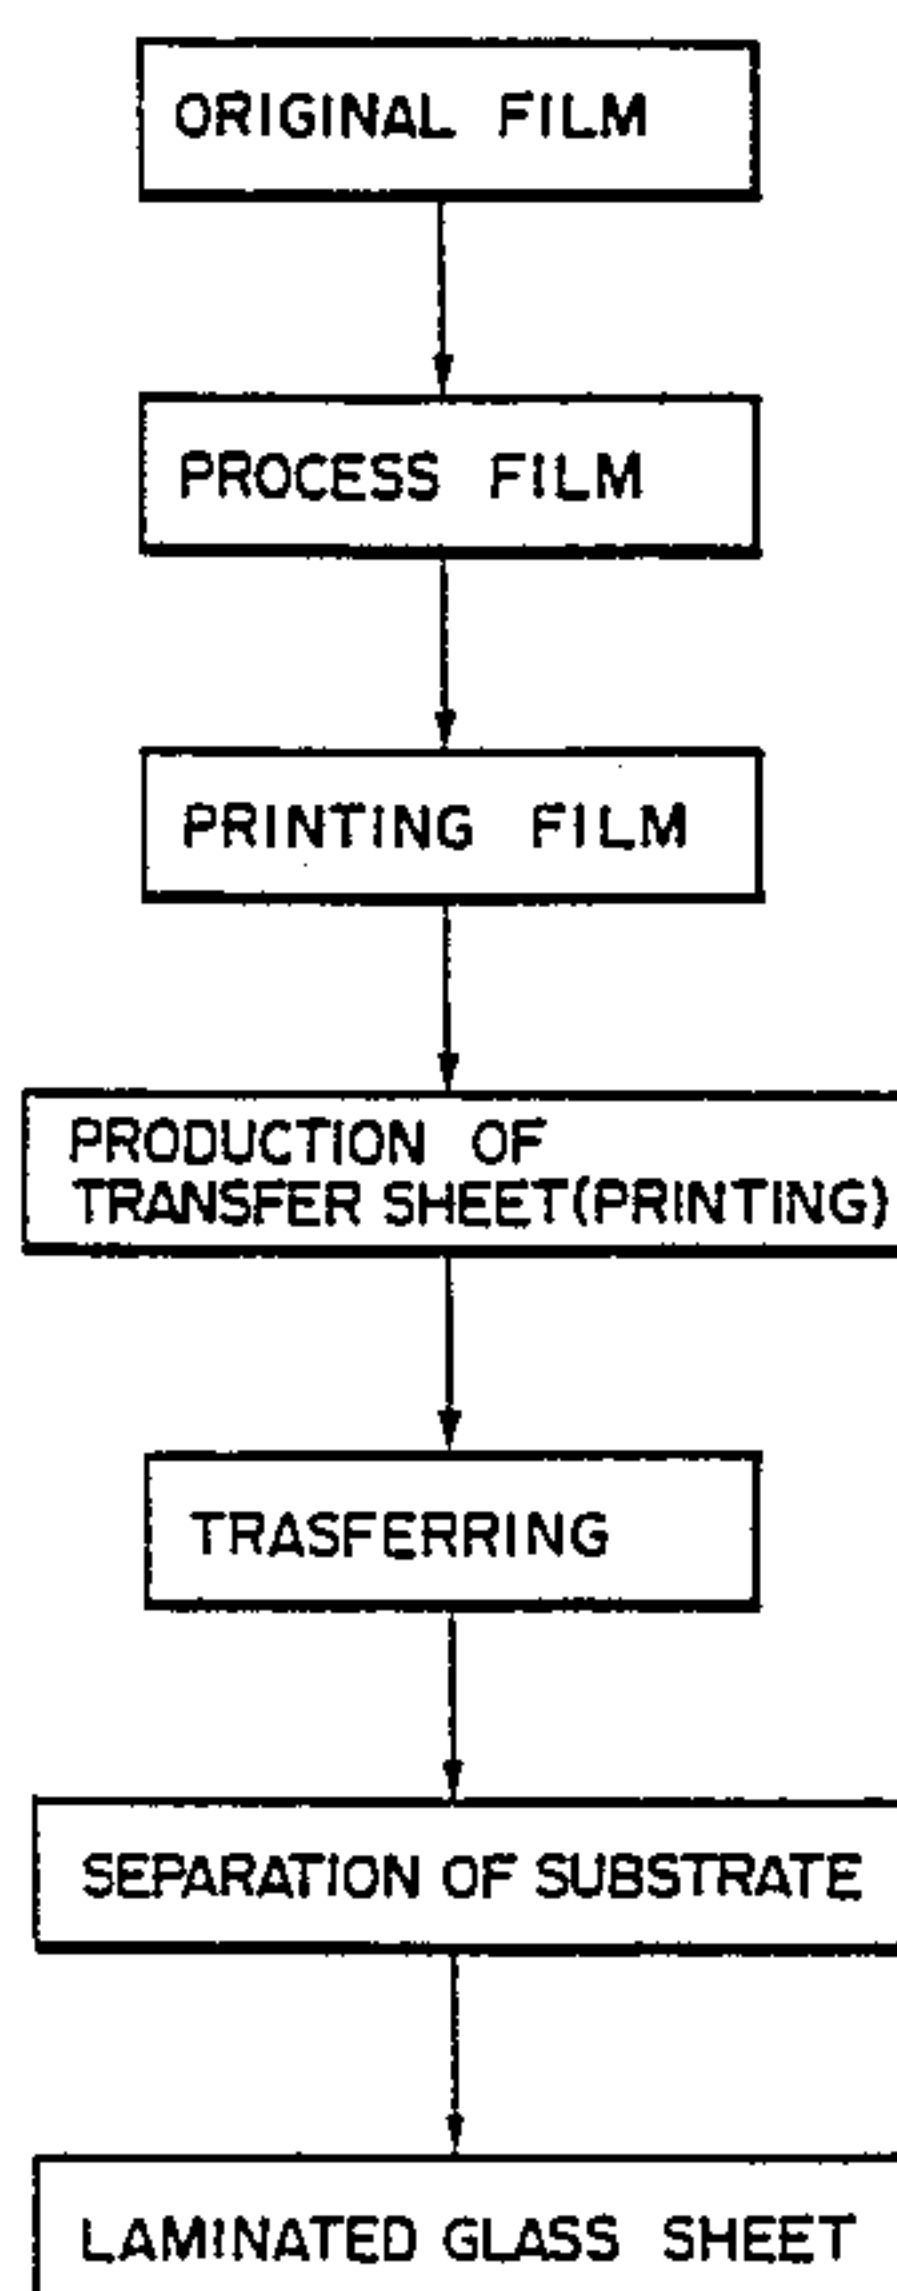 ORIGINAL FILM
PROCESS FILM
PRINTING FILM
PRODUCTION OF
TRANSFER SHEET(PRINTING)
TRASFERRING
SEPARATION OF SUBSTRATE
LAMINATED GLASS SHEET